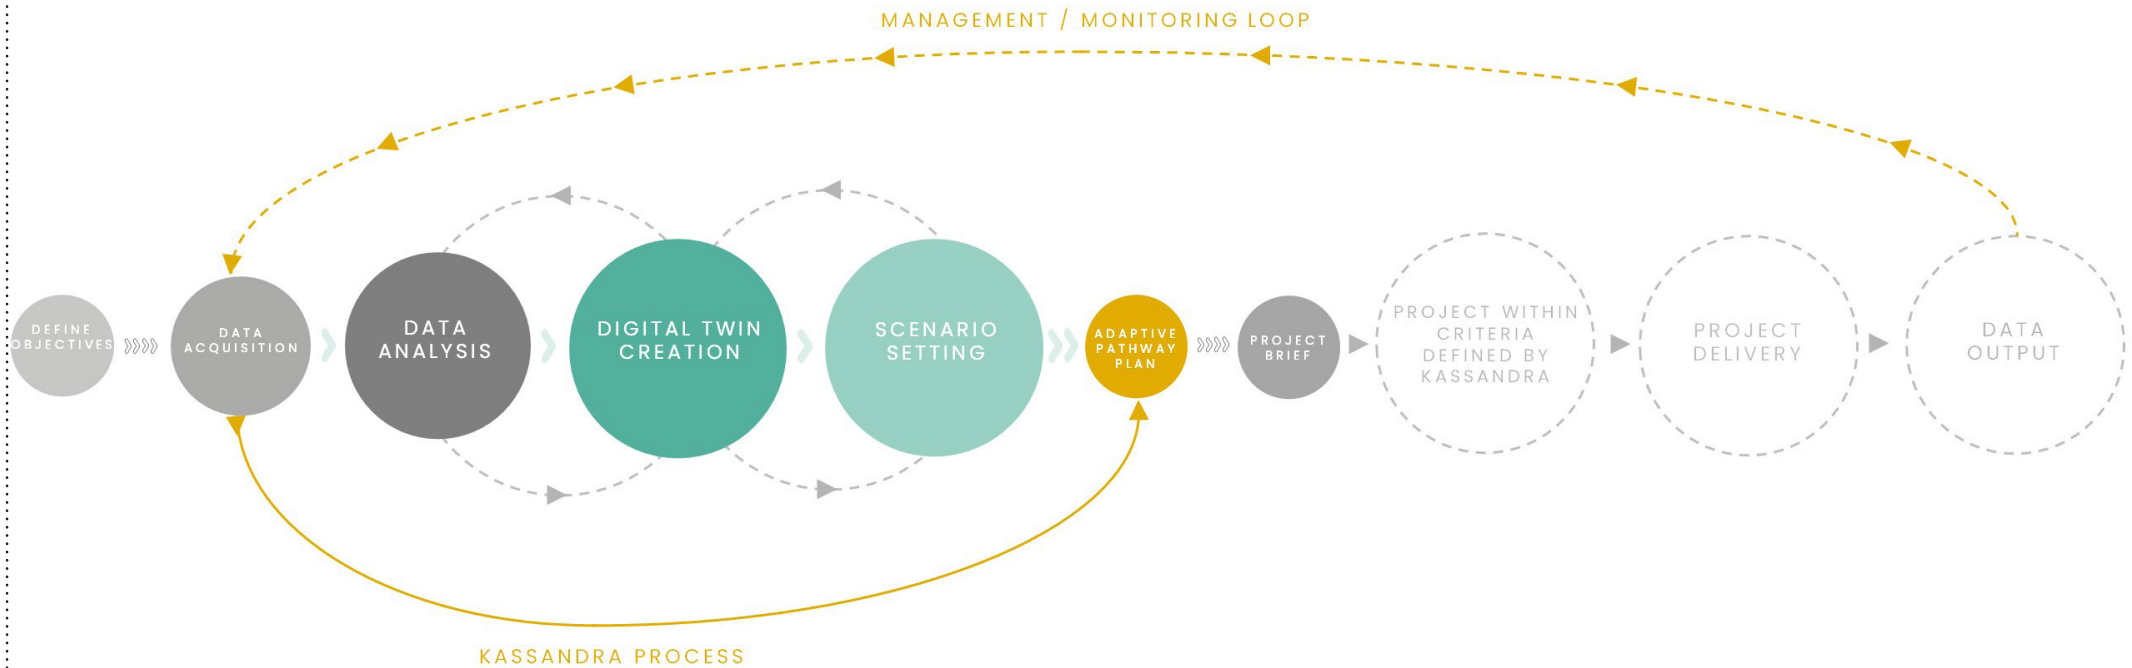 MANAGEMENT / MONITORING LOOP
DEFINE
OBJECTIVES
DATA
ACQUISITION
DATA
ANALYSIS
DIGITAL TWIN
CREATION
SCENARIO
SETTING
ADAPTIVE
PATHWAY
PLAN
PROJECT
BRIEF
PROJECT WITHIN
CRITERIA
DEFINED BY
KASSANDRA
PROJECT
DELIVERY
DATA
OUTPUT
KASSANDRA PROCESS